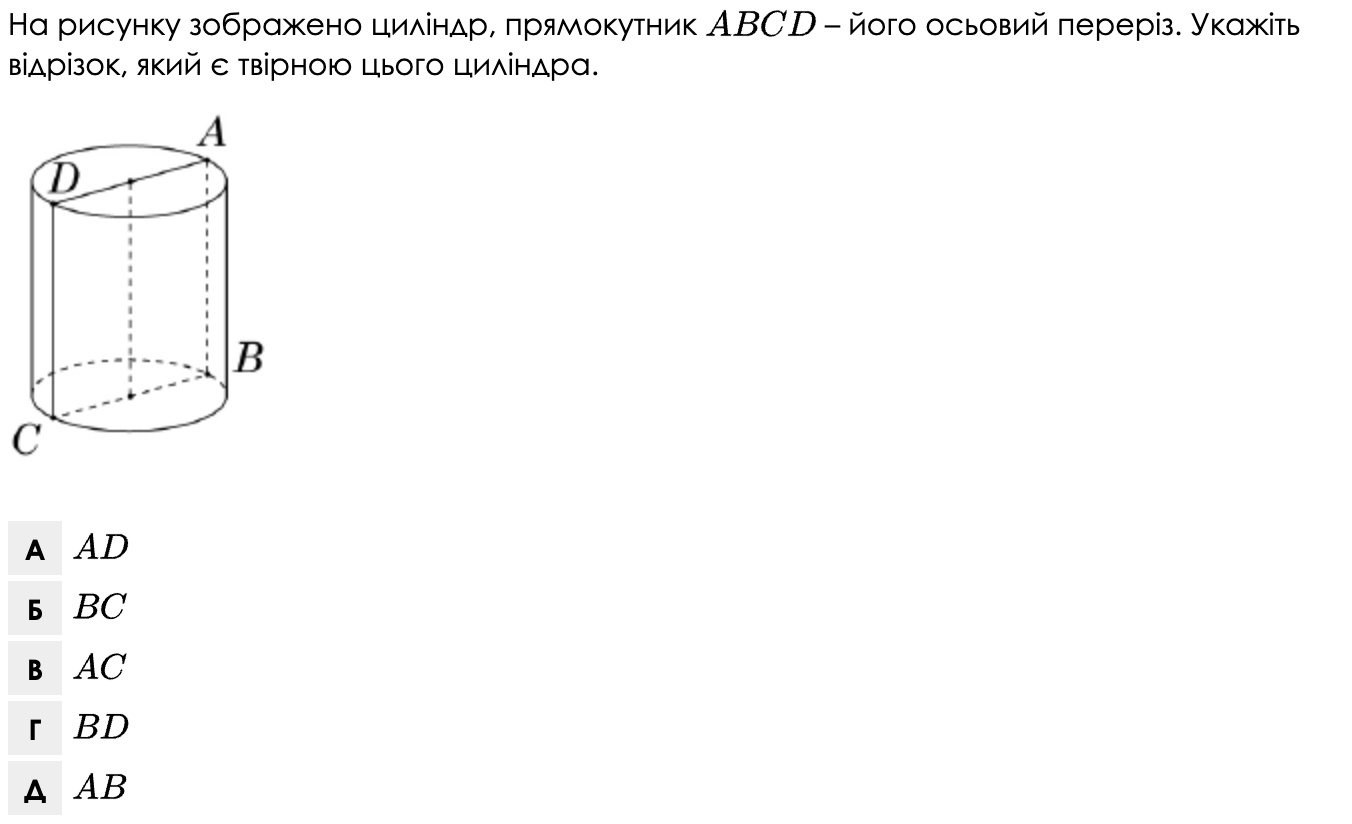 На рисунку зображено циліндр, прямокутник ABCD – його осьовий переріз. Укажіть
відрізок, який є твірною цього циліндра.
A
D
B
C
А AD
Б BC
В AC
Г BD
Д AB